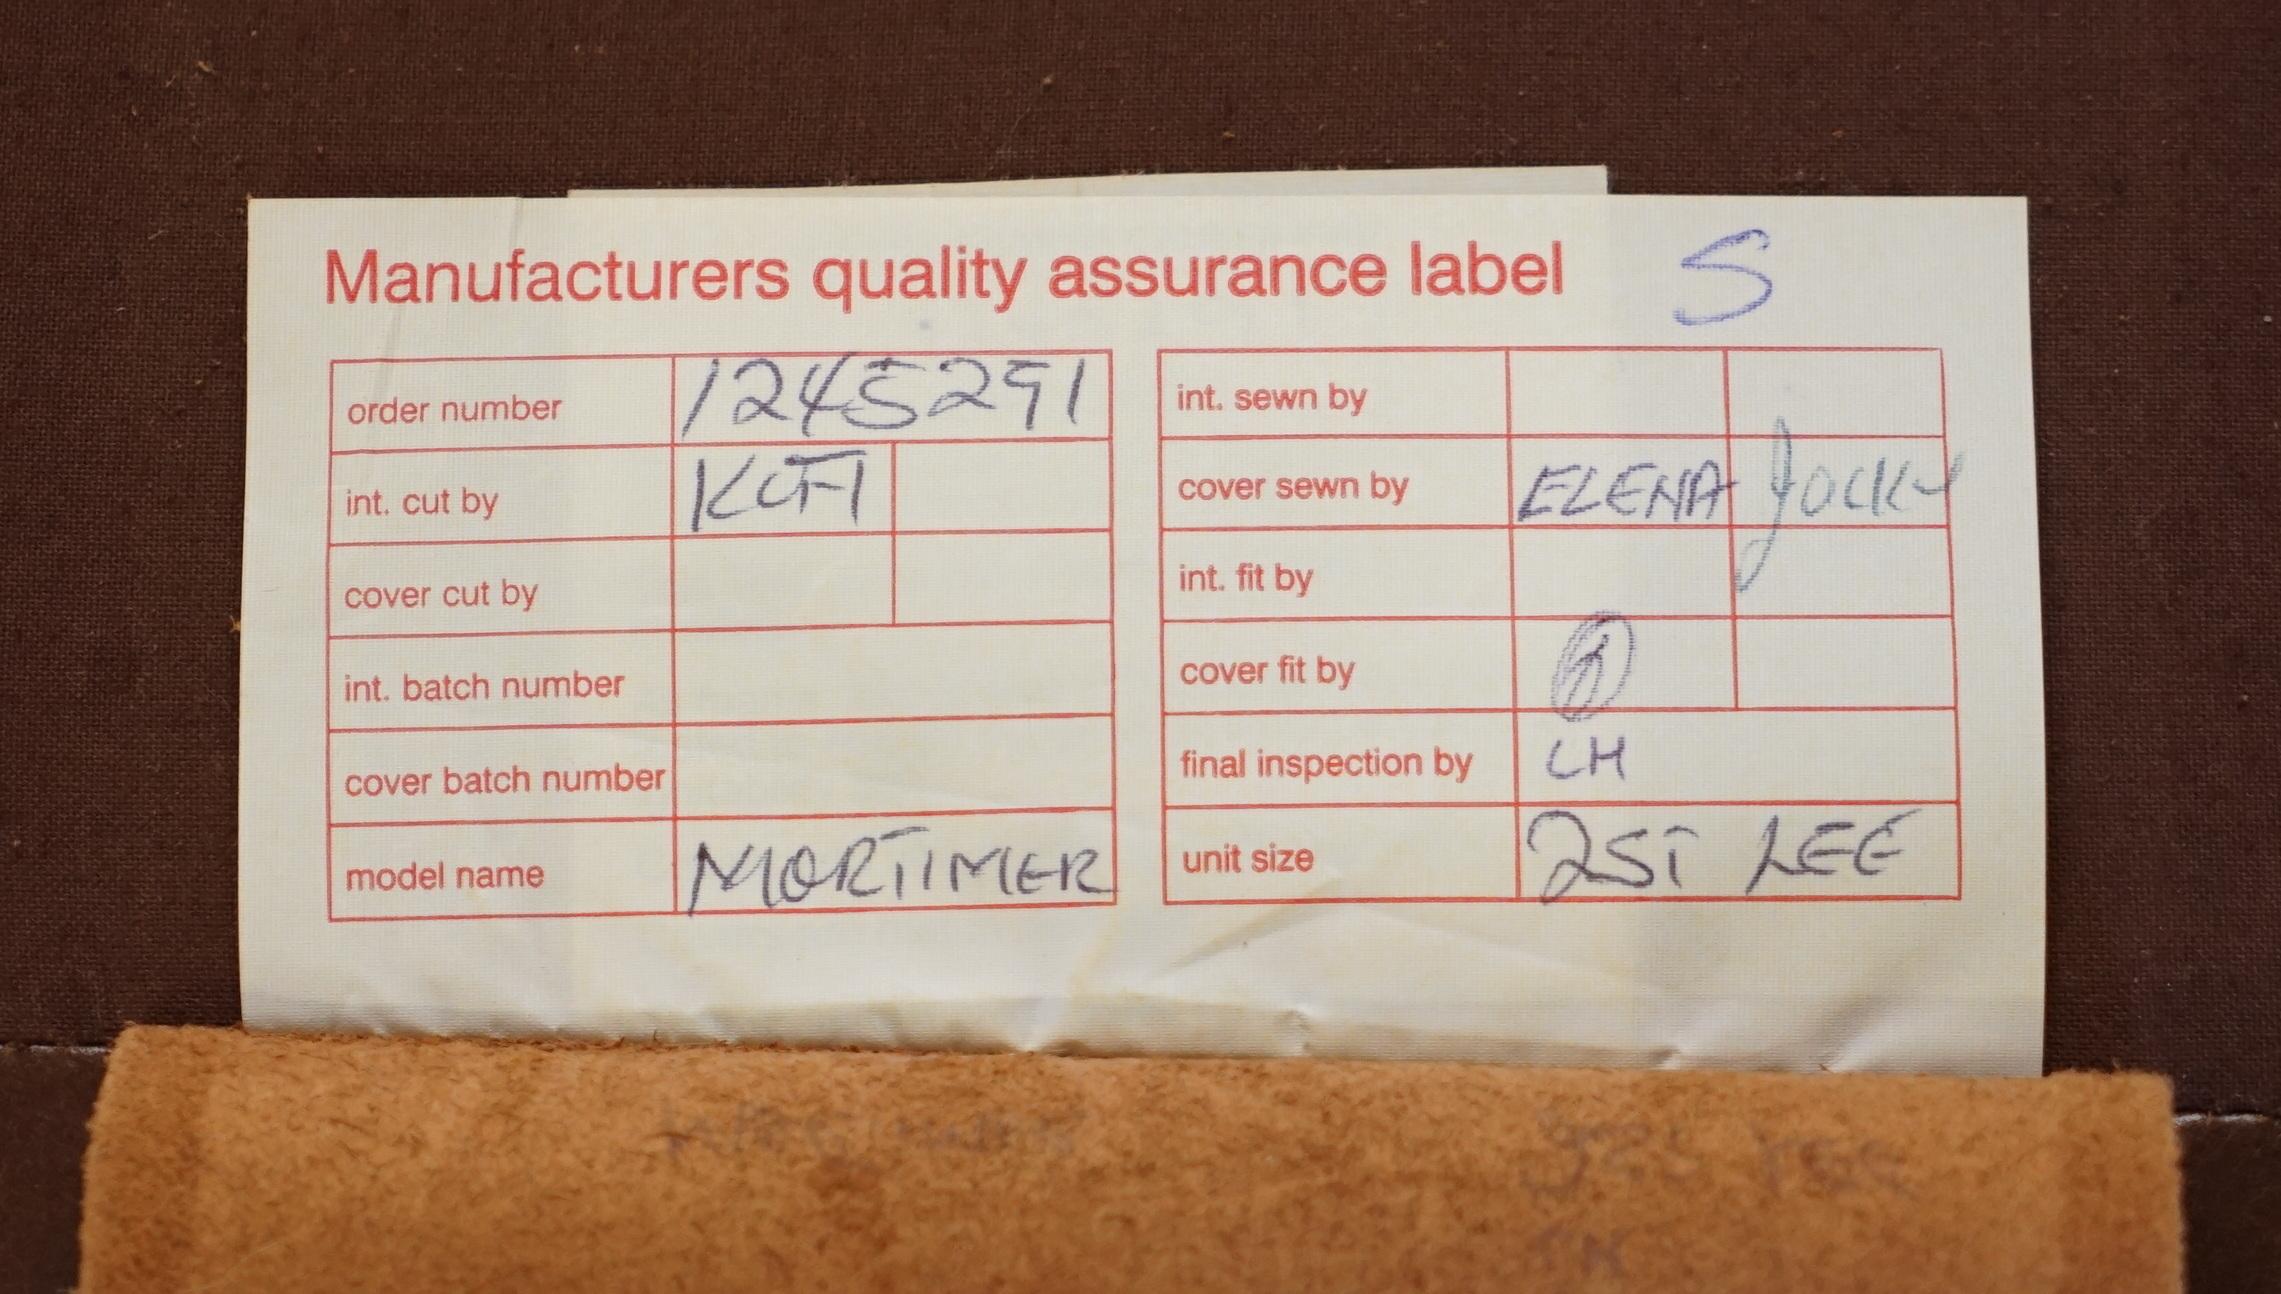 Manufacturers quality assurance label S
order number 1245291
int. cut by
cover cut by
int. batch number
cover batch number
model name MORTIMER
int. sewn by
cover sewn by ELENA Jocky
int. fit by
cover fit by
final inspection by LH
unit size 2ST LEE